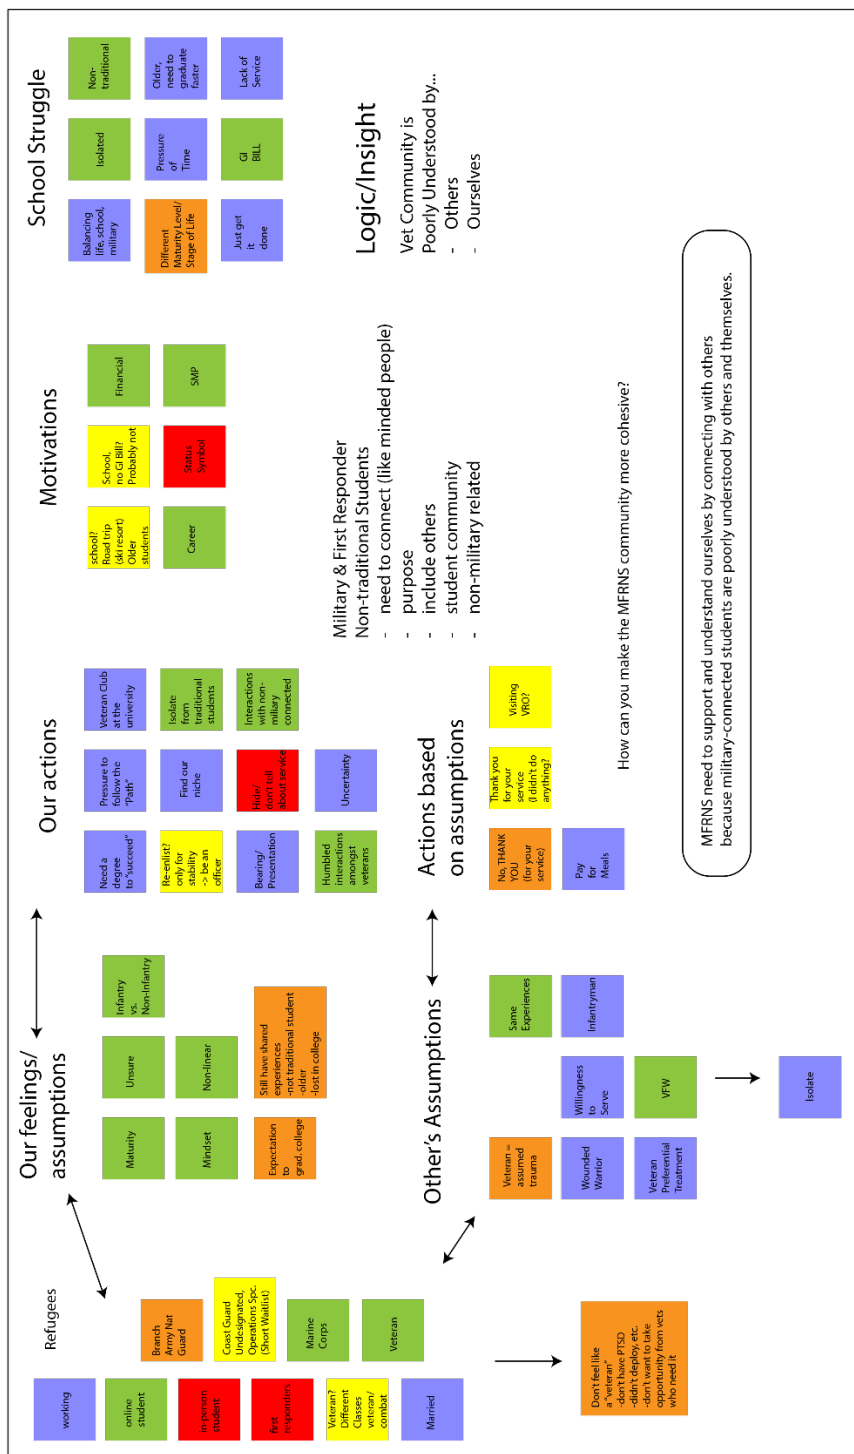 Refugees
working
online
student
in-person
student
first
responders
Veteran?
Different
Classes
veteran/
combat
Married
Branch
Army Nat
Guard
Coast Guard
Undesignated,
Operations Spc.
(Short Waitlist)
Marine
Corps
Veteran
Don't feel like
a "veteran"
-don't have PTSD
-didn't deploy, etc.
-don't want to take
opportunity from vets
who need it
Our feelings/
assumptions
Maturity
Unsure
Infantry
vs.
Non-Infantry
Mindset
Non-linear
Expectation
to
grad. college
Still have shared
experiences
-not traditional student
-older
-lost in college
Other's Assumptions
Veteran =
assumed
trauma
Willingness
to
Serve
Same
Experiences
Wounded
Warrior
VFW
Infantryman
Veteran
Preferential
Treatment
Isolate
Our actions
Need a
degree
to "succeed"
Pressure to
follow the
"Path"
Veteran Club
at the
university
Re-enlist?
only for
stability
-> be an
officer
Find our
niche
Isolate
from
traditional
students
Bearing/
Presentation
Hide/
don't tell
about service
Interactions
with non-
miliary
connected
Humbled
interactions
amongst
veterans
Uncertainty
Actions based
on assumptions
No, THANK
YOU
(for your
service)
Thank you
for your
service
(I didn't do
anything?
Visiting
VRO?
Pay
for
Meals
Motivations
school?
Road trip
(ski resort)
Older
students
School,
no GI Bill?
Probably not
Financial
Career
Status
Symbol
SMP
Military & First Responder
Non-traditional Students
- need to connect (like minded people)
- purpose
- include others
- student community
- non-military related
School Struggle
Balancing
life, school,
military
Isolated
Non-
traditional
Different
Maturity Level/
Stage of Life
Pressure
of
Time
Older,
need to
graduate
faster
Just get
it
done
GI
BILL
Lack of
Service
Logic/Insight
Vet Community is
Poorly Understood by...
- Others
- Ourselves
How can you make the MFRNS community more cohesive?
MFRNS need to support and understand ourselves by connecting with others
because military-connected students are poorly understood by others and themselves.